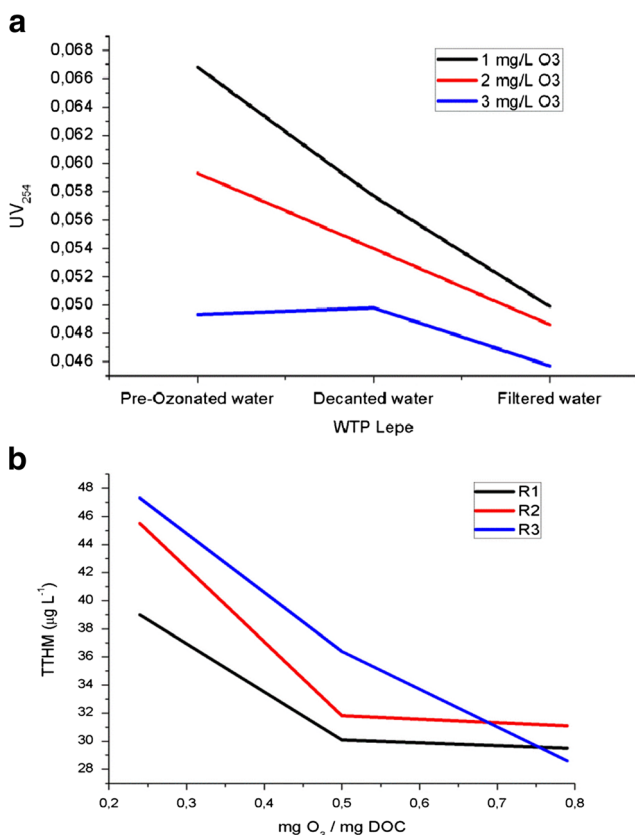 a
0,068
0,066
0,064
0,062
0,060
0,058
0,056
0,054
0,052
0,050
0,048
0,046
UV254
1 mg/L O3
2 mg/L O3
3 mg/L O3
Pre-Ozonated water Decanted water Filtered water
WTP Lepe
b
48
46
44
42
40
38
36
34
32
30
28
TTHM (µg L-1)
R1
R2
R3
0,2 0,3 0,4 0,5 0,6 0,7 0,8
mg O3 / mg DOC